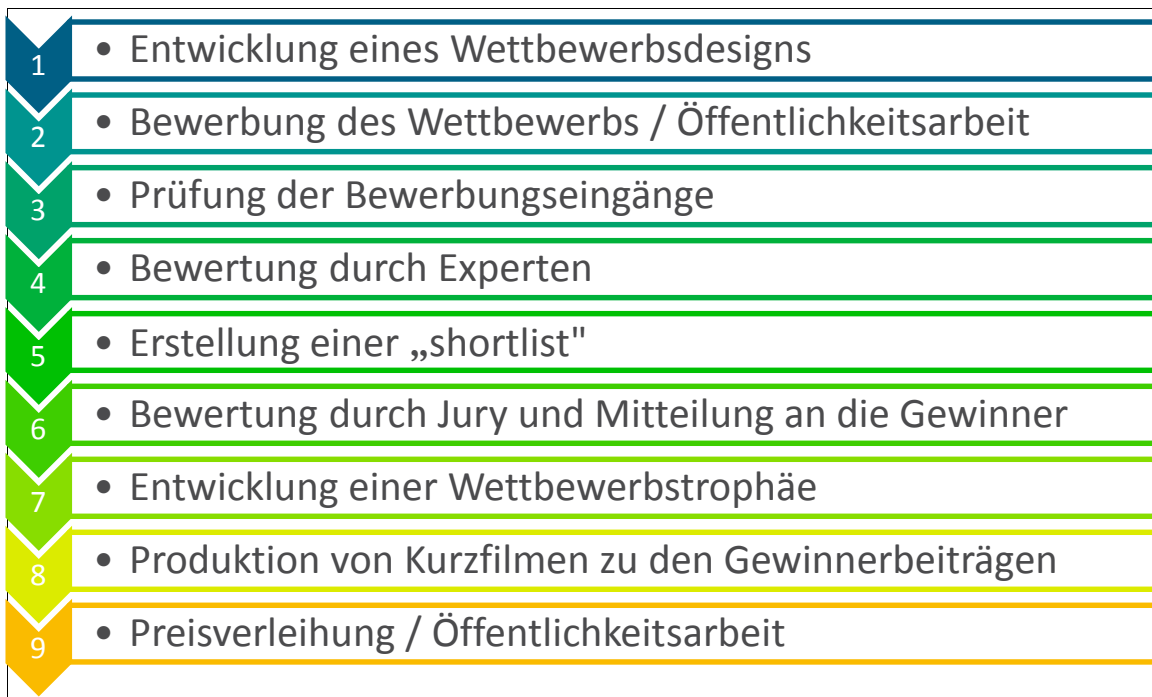 1 • Entwicklung eines Wettbewerbsdesigns
2 • Bewerbung des Wettbewerbs / Öffentlichkeitsarbeit
3 • Prüfung der Bewerbungseingänge
4 • Bewertung durch Experten
5 • Erstellung einer „shortlist"
6 • Bewertung durch Jury und Mitteilung an die Gewinner
7 • Entwicklung einer Wettbewerbstrophäe
8 • Produktion von Kurzfilmen zu den Gewinnerbeiträgen
9 • Preisverleihung / Öffentlichkeitsarbeit